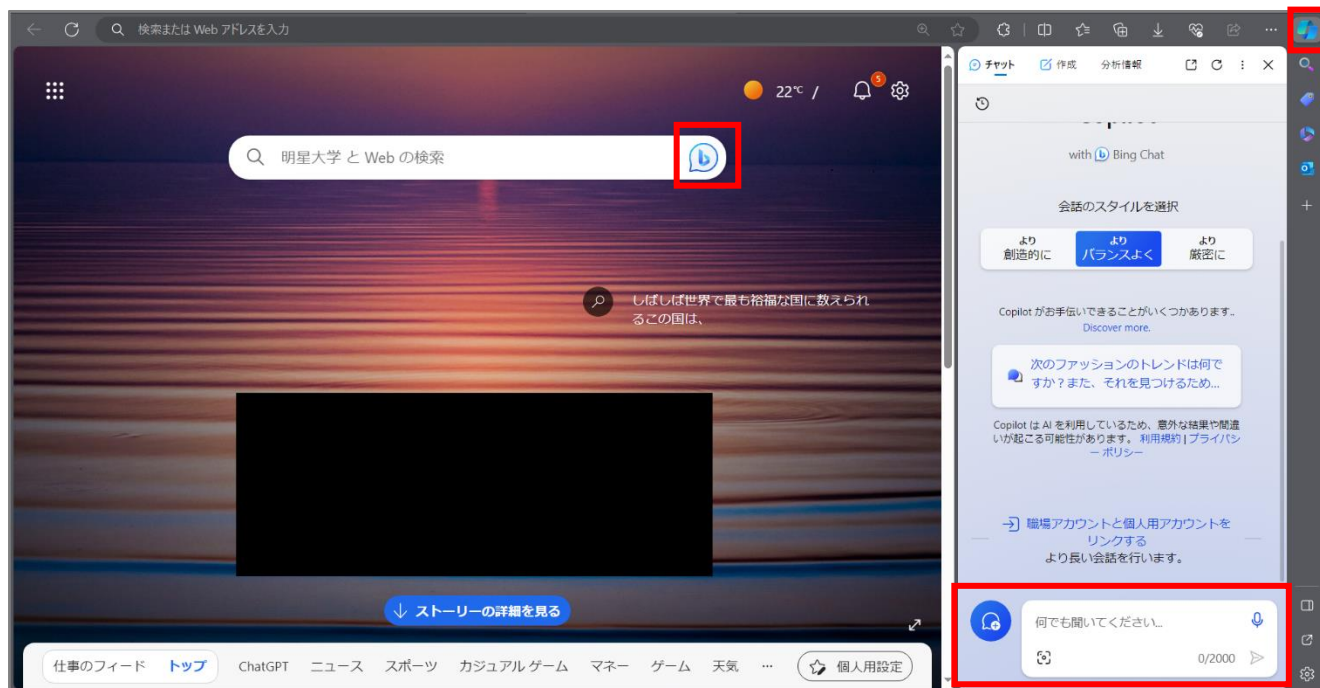 検索または Web アドレスを入力
22℃ /
5
明星大学 と Web の検索
しばしば世界で最も裕福な国に数えられ
るこの国は、
ストーリーの詳細を見る
仕事のフィード トップ ChatGPT ニュース スポーツ カジュアル ゲーム マネー ゲーム 天気 ... 個人用設定
チャット 作成 分析情報
with b Bing Chat
会話のスタイルを選択
より
創造的に
より
バランスよく
より
厳密に
Copilot がお手伝いできることがいくつかあります。.
Discover more.
次のファッションのトレンドは何で
すか？また、それを見つけるため...
Copilot は AI を利用しているため、意外な結果や間違
いが起こる可能性があります。 利用規約 | プライバシ
ー ポリシー
職場アカウントと個人用アカウントを
リンクする
より長い会話を行います。
何でも聞いてください...
0/2000